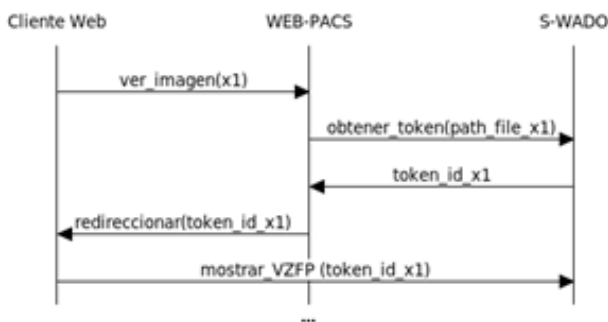 Cliente Web
WEB-PACS
S-WADO
ver_imagen(x1)
obtener_token(path_file_x1)
token_id_x1
redireccionar(token_id_x1)
mostrar_VZFP (token_id_x1)
...